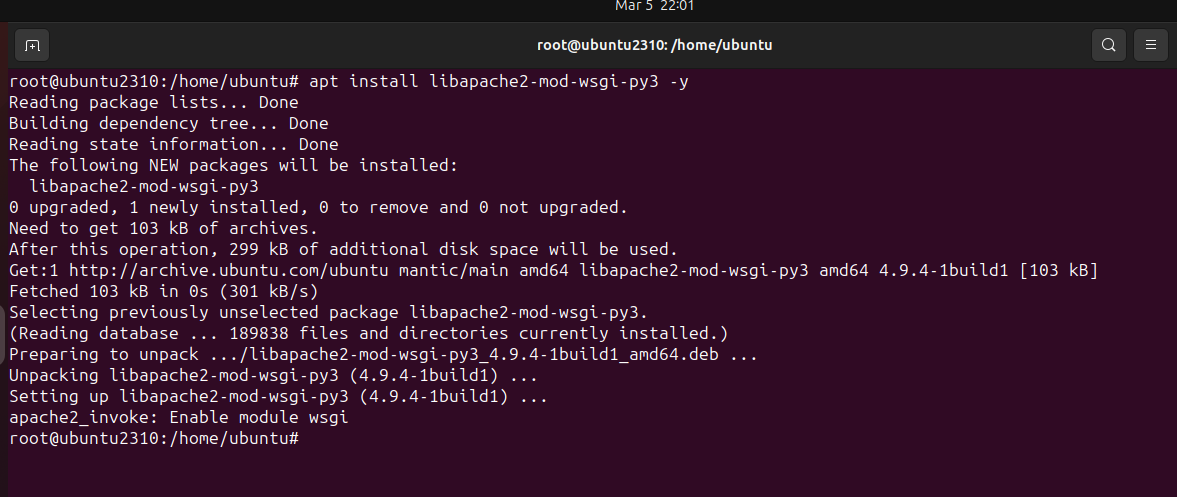 Mar 5 22:01
root@ubuntu2310: /home/ubuntu
root@ubuntu2310:/home/ubuntu# apt install libapache2-mod-wsgi-py3 -y
Reading package lists... Done
Building dependency tree... Done
Reading state information... Done
The following NEW packages will be installed:
  libapache2-mod-wsgi-py3
0 upgraded, 1 newly installed, 0 to remove and 0 not upgraded.
Need to get 103 kB of archives.
After this operation, 299 kB of additional disk space will be used.
Get:1 http://archive.ubuntu.com/ubuntu mantic/main amd64 libapache2-mod-wsgi-py3 amd64 4.9.4-1build1 [103 kB]
Fetched 103 kB in 0s (301 kB/s)
Selecting previously unselected package libapache2-mod-wsgi-py3.
(Reading database ... 189838 files and directories currently installed.)
Preparing to unpack .../libapache2-mod-wsgi-py3_4.9.4-1build1_amd64.deb ...
Unpacking libapache2-mod-wsgi-py3 (4.9.4-1build1) ...
Setting up libapache2-mod-wsgi-py3 (4.9.4-1build1) ...
apache2_invoke: Enable module wsgi
root@ubuntu2310:/home/ubuntu#